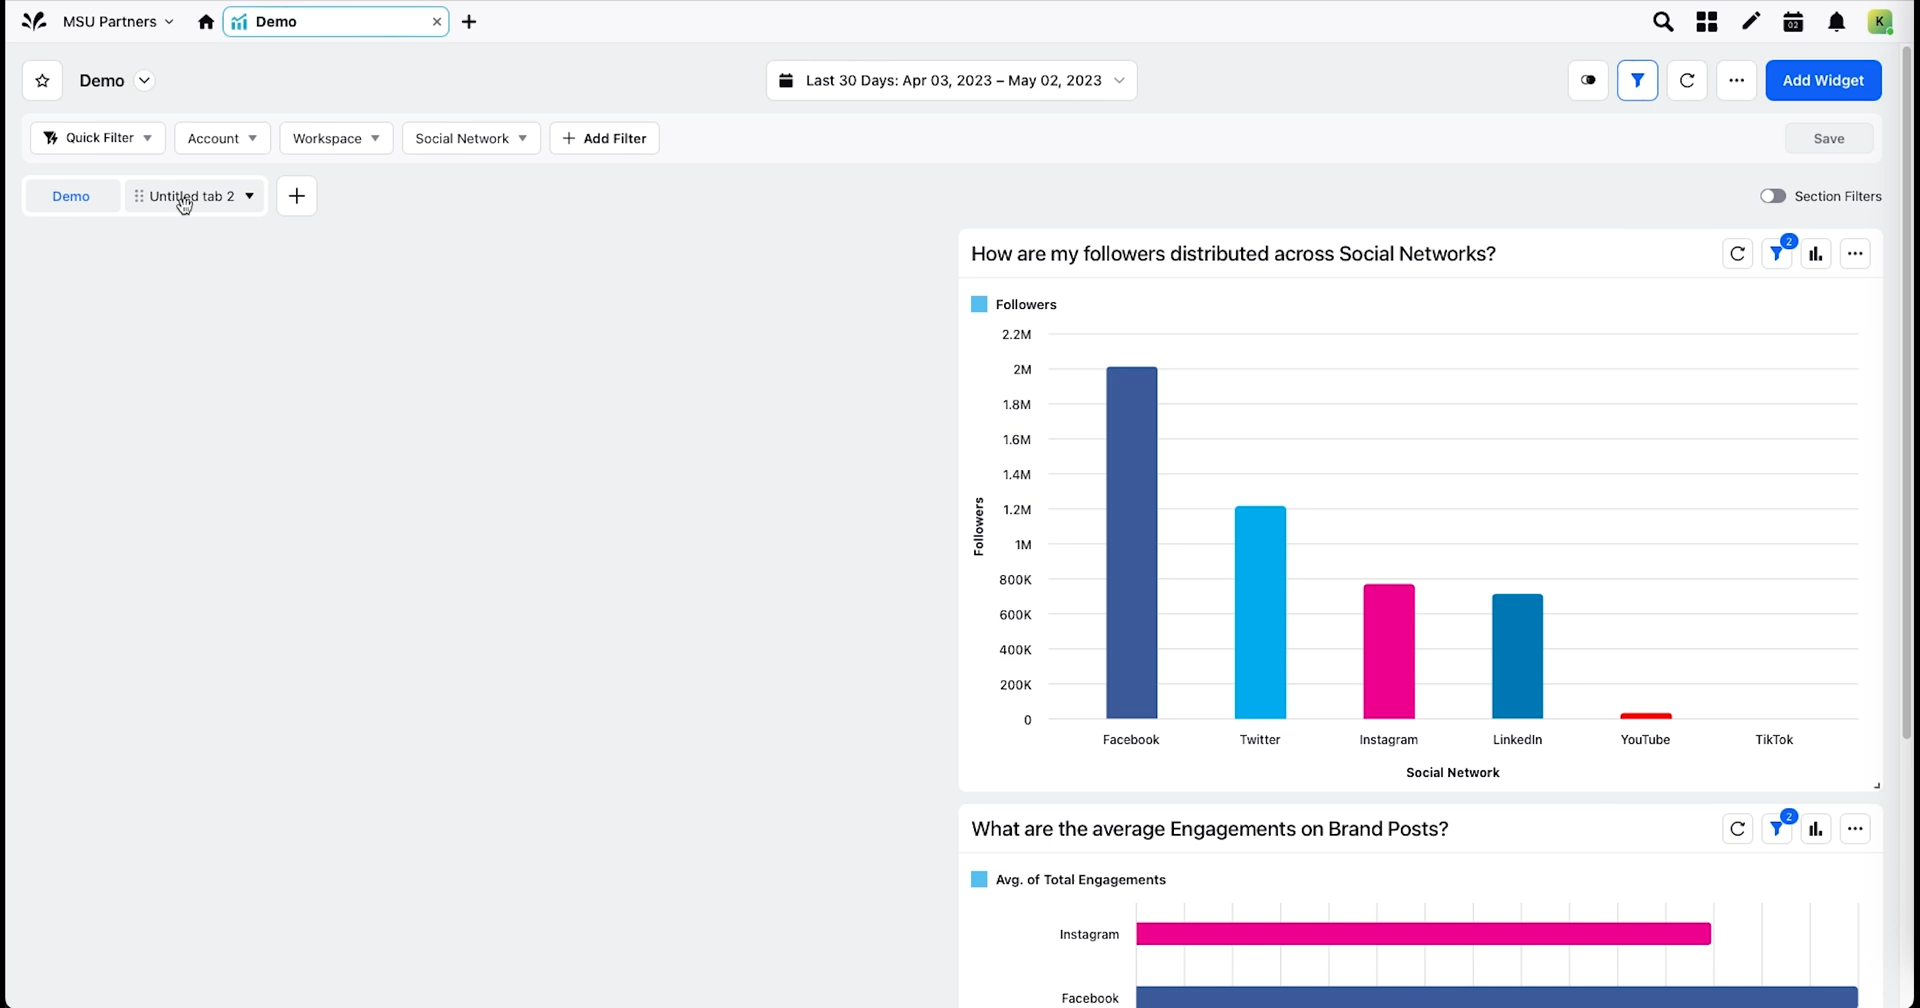 MSU Partners
Demo
02
K
Demo
Last 30 Days: Apr 03, 2023 – May 02, 2023
Add Widget
Quick Filter
Account
Workspace
Social Network
Add Filter
Save
Demo
Untitled tab 2
Section Filters
How are my followers distributed across Social Networks?
2
Followers
2.2M
2M
1.8M
1.6M
1.4M
1.2M
1M
800K
600K
400K
200K
0
Followers
Facebook
Twitter
Instagram
LinkedIn
YouTube
TikTok
Social Network
What are the average Engagements on Brand Posts?
2
Avg. of Total Engagements
Instagram
Facebook